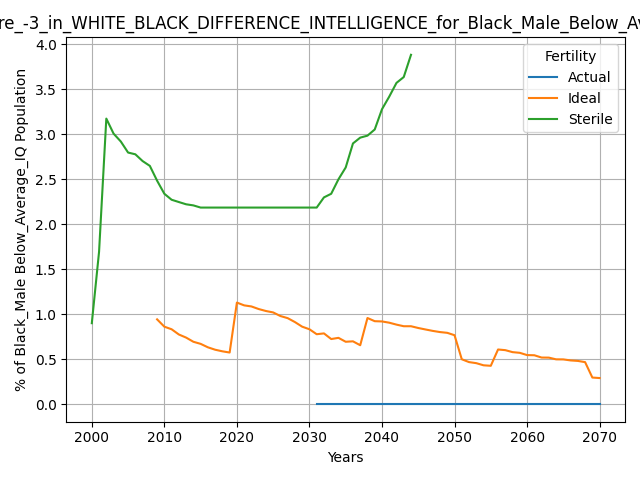 re_-3_in_WHITE_BLACK_DIFFERENCE_INTELLIGENCE_for_Black_Male_Below_Av
Fertility
Actual
Ideal
Sterile
% of Black_Male Below_Average_IQ Population
4.0
3.5
3.0
2.5
2.0
1.5
1.0
0.5
0.0
2000 2010 2020 2030 2040 2050 2060 2070
Years